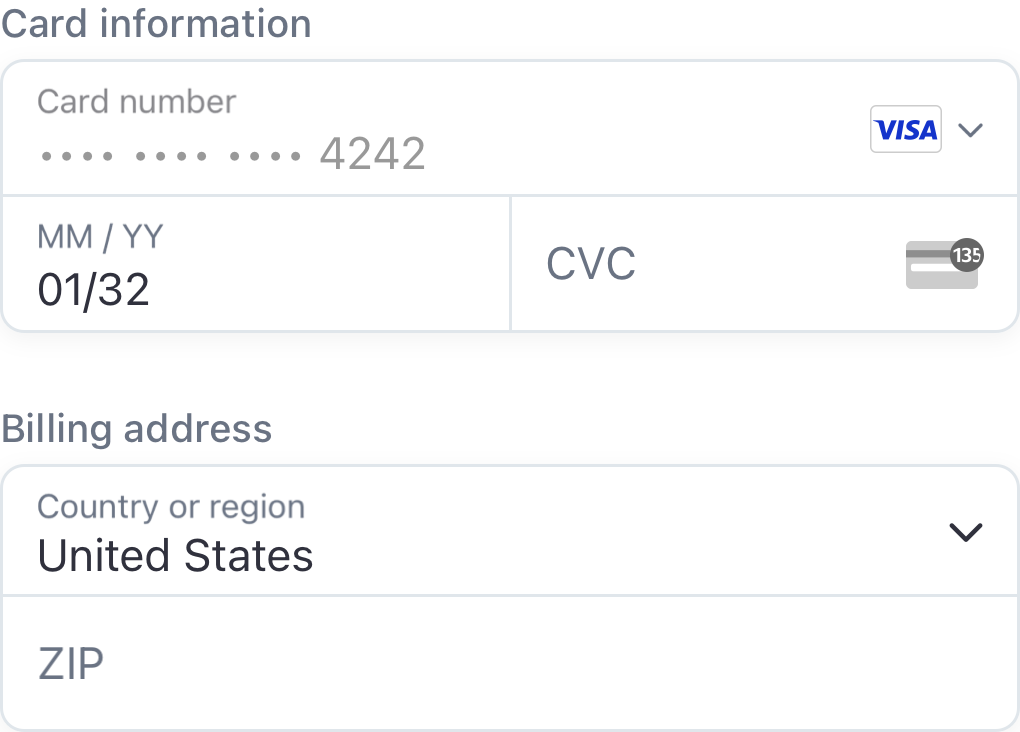 Card information
Card number
VISA
•••• •••• •••• 4242
MM / YY
01/32
CVC
135
Billing address
Country or region
United States
ZIP